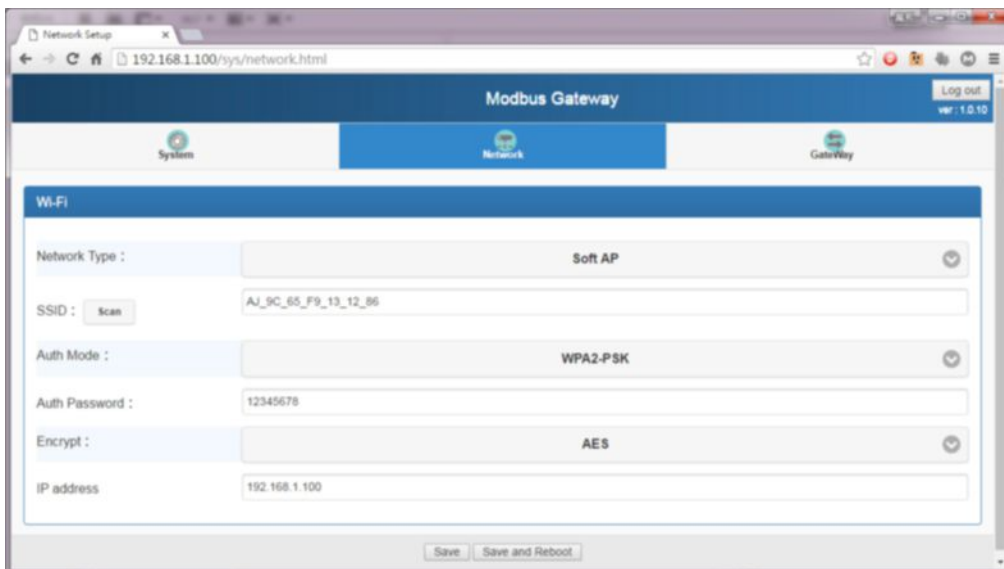 Network Setup
192.168.1.100/sys/network.html
Modbus Gateway
Log out
ver : 1.0.10
System
Network
GateWay
Wi-Fi
Network Type :
Soft AP
SSID :
Scan
AJ_9C_65_F9_13_12_86
Auth Mode :
WPA2-PSK
Auth Password :
12345678
Encrypt :
AES
IP address
192.168.1.100
Save
Save and Reboot